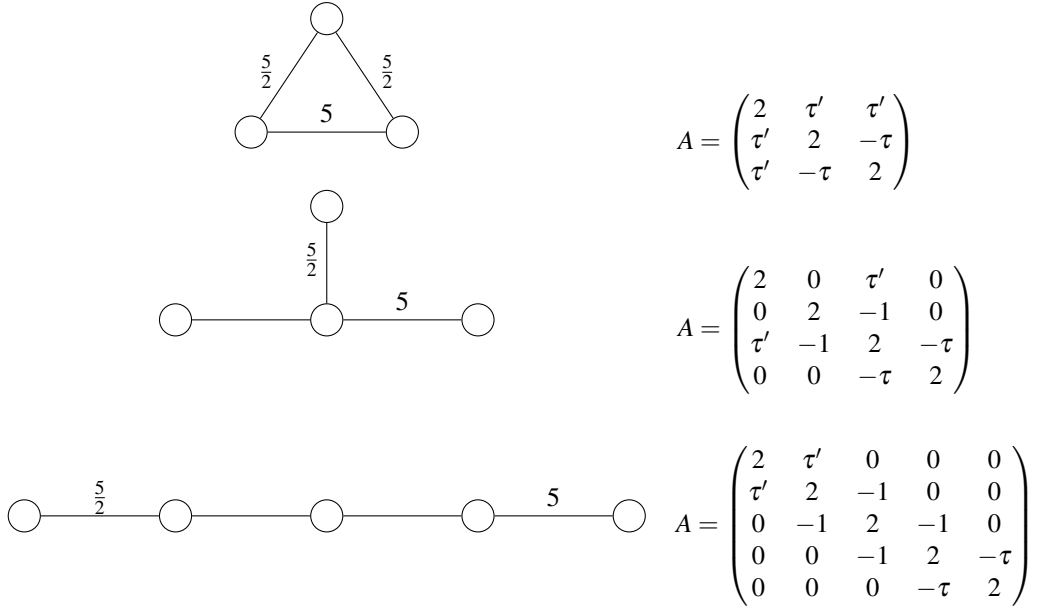 5/2 5/2
5
A = (2 τ′ τ′
τ′ 2 −τ
τ′ −τ 2)
5/2
5
A = (2 0 τ′ 0
0 2 −1 0
τ′ −1 2 −τ
0 0 −τ 2)
5/2 5
A = (2 τ′ 0 0 0
τ′ 2 −1 0 0
0 −1 2 −1 0
0 0 −1 2 −τ
0 0 0 −τ 2)